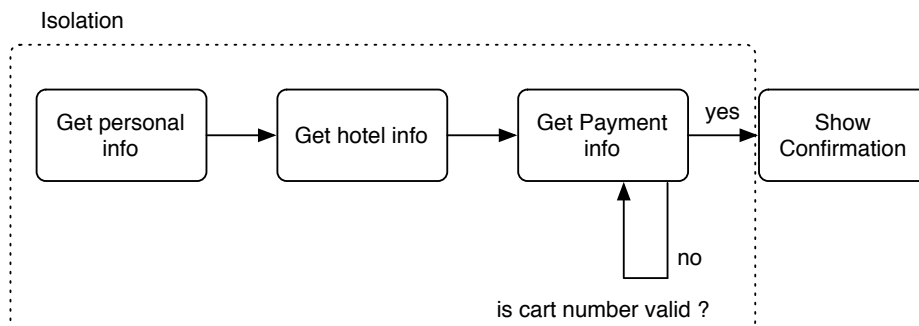 Isolation
Get personal
info
Get hotel info
Get Payment
info
yes
Show
Confirmation
no
is cart number valid ?